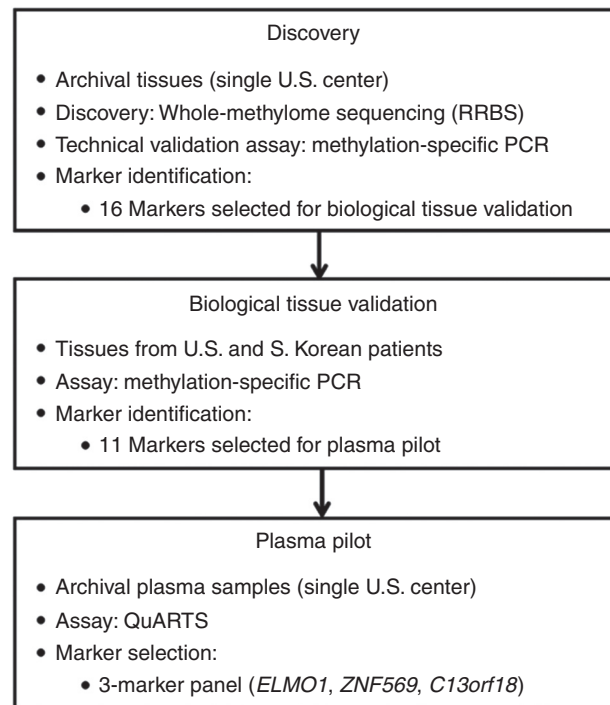 Discovery
• Archival tissues (single U.S. center)
• Discovery: Whole-methylome sequencing (RRBS)
• Technical validation assay: methylation-specific PCR
• Marker identification:
• 16 Markers selected for biological tissue validation
Biological tissue validation
• Tissues from U.S. and S. Korean patients
• Assay: methylation-specific PCR
• Marker identification:
• 11 Markers selected for plasma pilot
Plasma pilot
• Archival plasma samples (single U.S. center)
• Assay: QuARTS
• Marker selection:
• 3-marker panel (ELMO1, ZNF569, C13orf18)